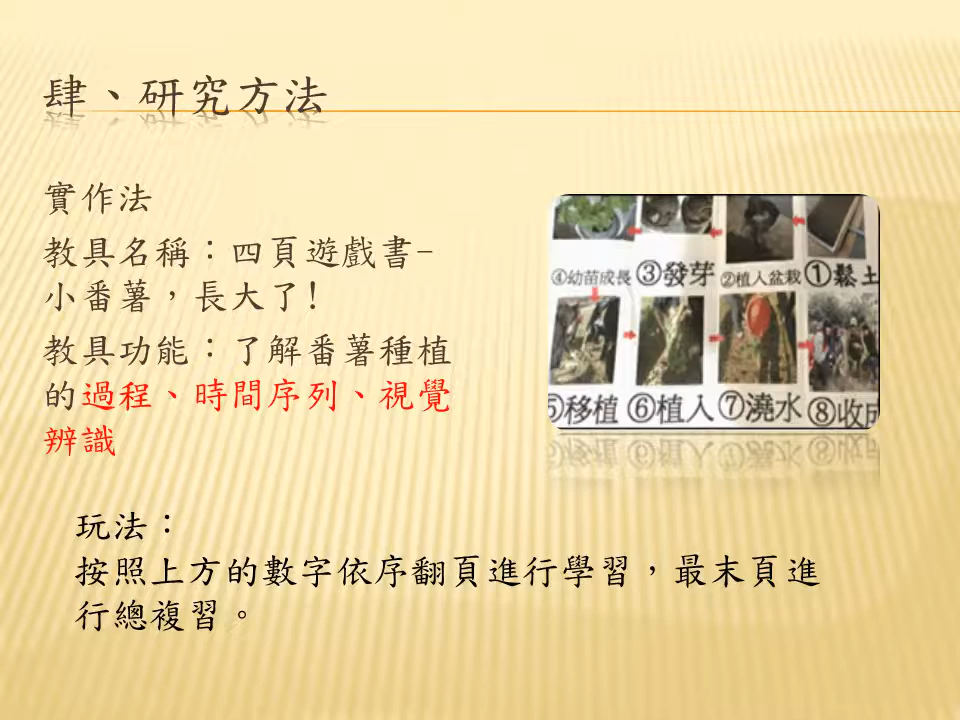 肆、研究方法
實作法
教具名稱：四頁遊戲書-
小番薯，長大了!
教具功能：了解番薯種植
的過程、時間序列、視覺
辨識
④幼苗成長 ③發芽 ②植入盆栽 ①鬆土
⑤移植 ⑥植入 ⑦澆水 ⑧收成
玩法：
按照上方的數字依序翻頁進行學習，最末頁進
行總複習。